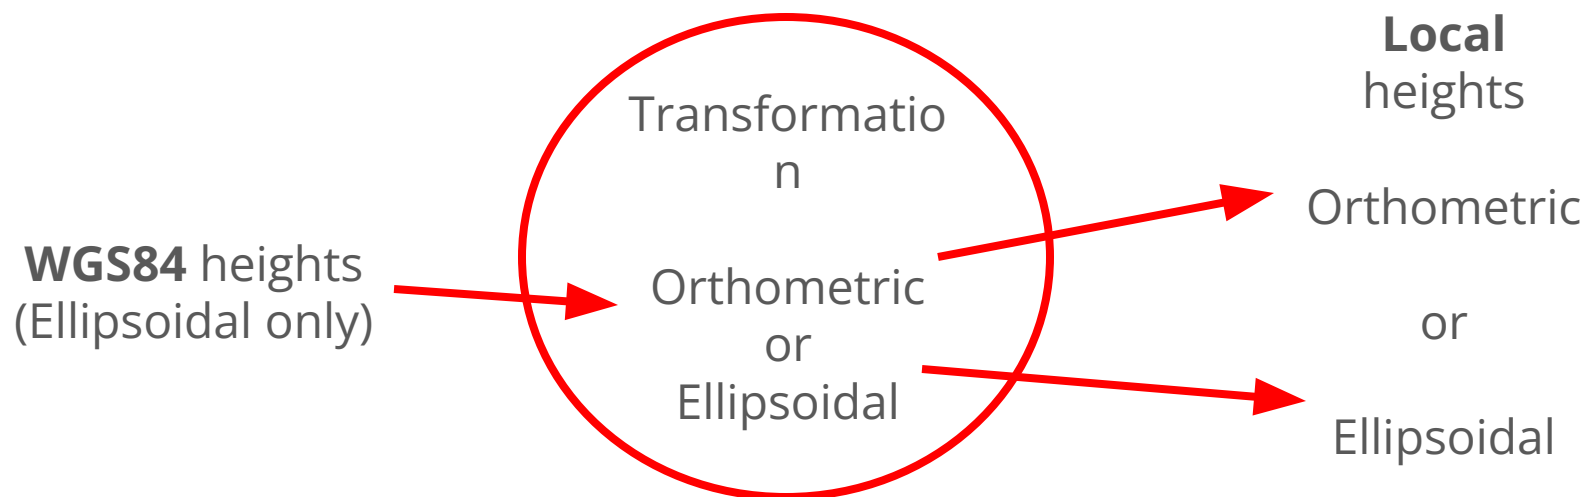 WGS84 heights
(Ellipsoidal only)
Transformatio
n
Orthometric
or
Ellipsoidal
Local
heights
Orthometric
or
Ellipsoidal